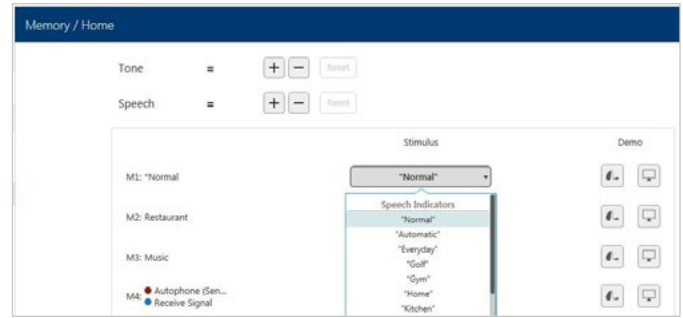 Memory / Home
Tone = + − Reset
Speech = + − Reset
Stimulus Demo
M1: "Normal "Normal"
Speech Indicators
M2: Restaurant "Normal"
"Automatic"
"Everyday"
M3: Music
"Golf"
"Gym"
M4: Autophone (Sen... "Home"
Receive Signal "Kitchen"